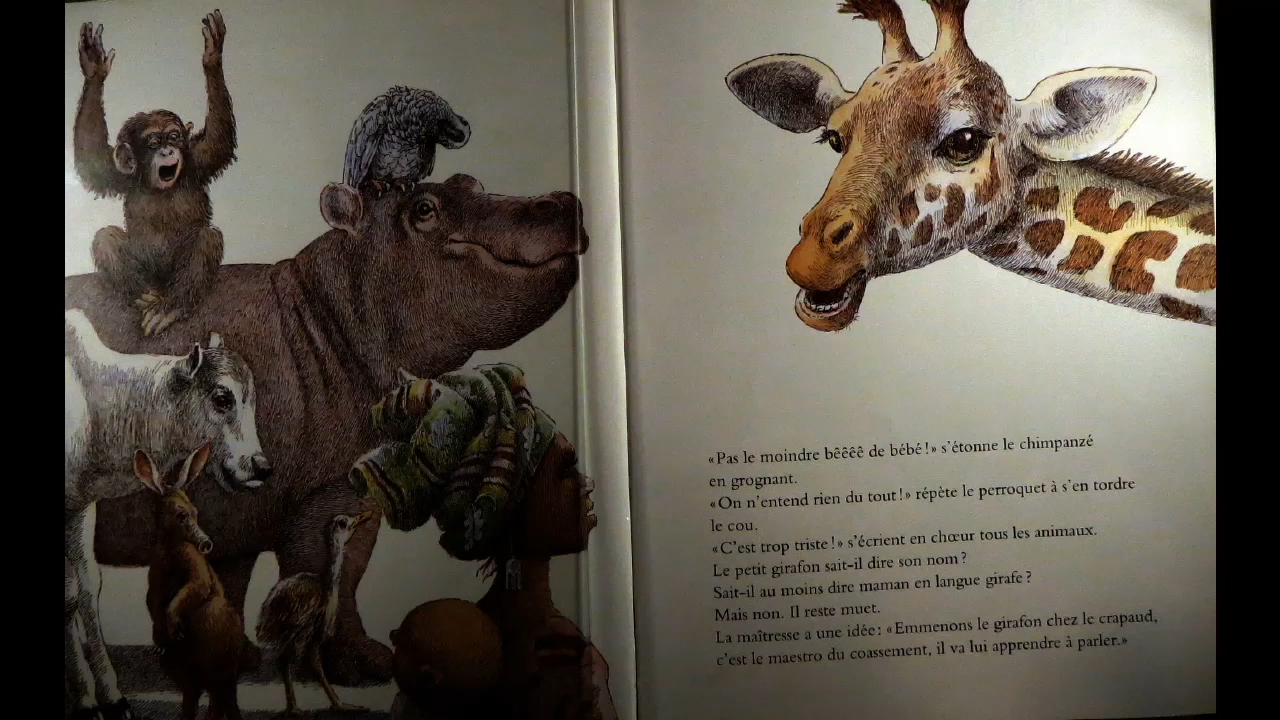 «Pas le moindre bêêêê de bébé!» s'étonne le chimpanzé
en grognant.
«On n'entend rien du tout!» répète le perroquet à s'en tordre
le cou.
«C'est trop triste!» s'écrient en chœur tous les animaux.
Le petit girafon sait-il dire son nom?
Sait-il au moins dire maman en langue girafe?
Mais non. Il reste muet.
La maîtresse a une idée: «Emmenons le girafon chez le crapaud,
c'est le maestro du coassement, il va lui apprendre à parler.»